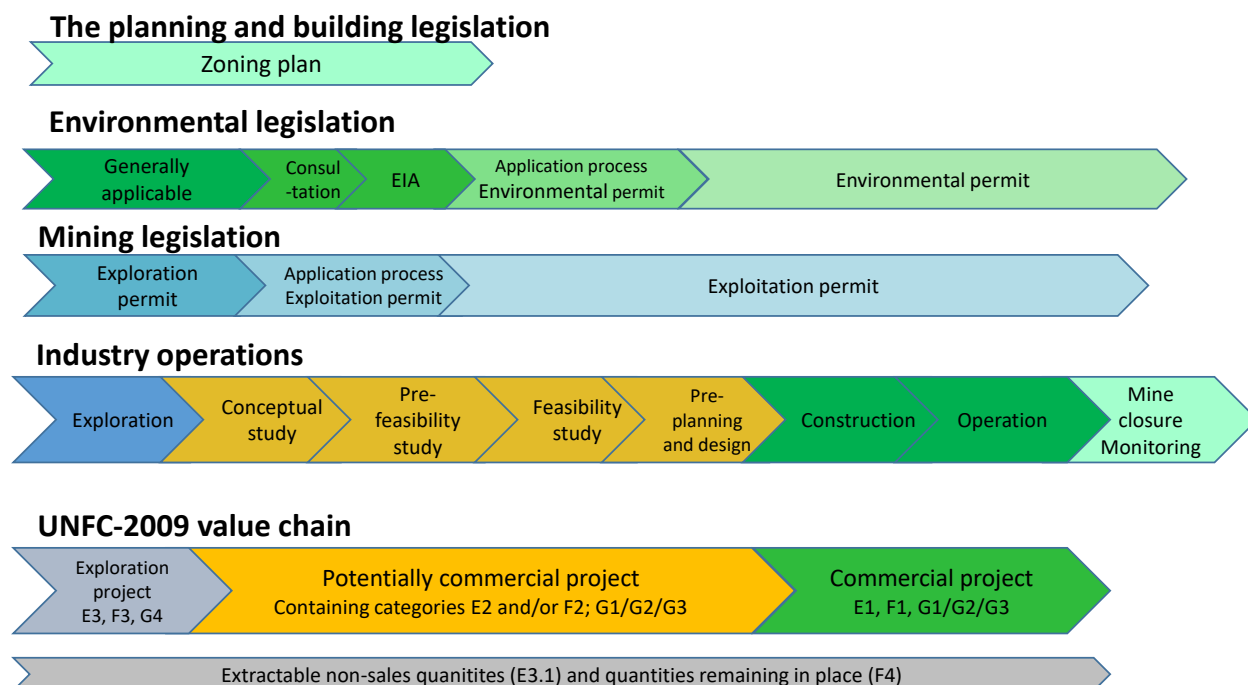 The planning and building legislation
Zoning plan
Environmental legislation
Generally
applicable
Consul
-tation
EIA
Application process
Environmental permit
Environmental permit
Mining legislation
Exploration
permit
Application process
Exploitation permit
Exploitation permit
Industry operations
Exploration
Conceptual
study
Pre-
feasibility
study
Feasibility
study
Pre-
planning
and design
Construction
Operation
Mine
closure
Monitoring
UNFC-2009 value chain
Exploration
project
E3, F3, G4
Potentially commercial project
Containing categories E2 and/or F2; G1/G2/G3
Commercial project
E1, F1, G1/G2/G3
Extractable non-sales quantitites (E3.1) and quantities remaining in place (F4)